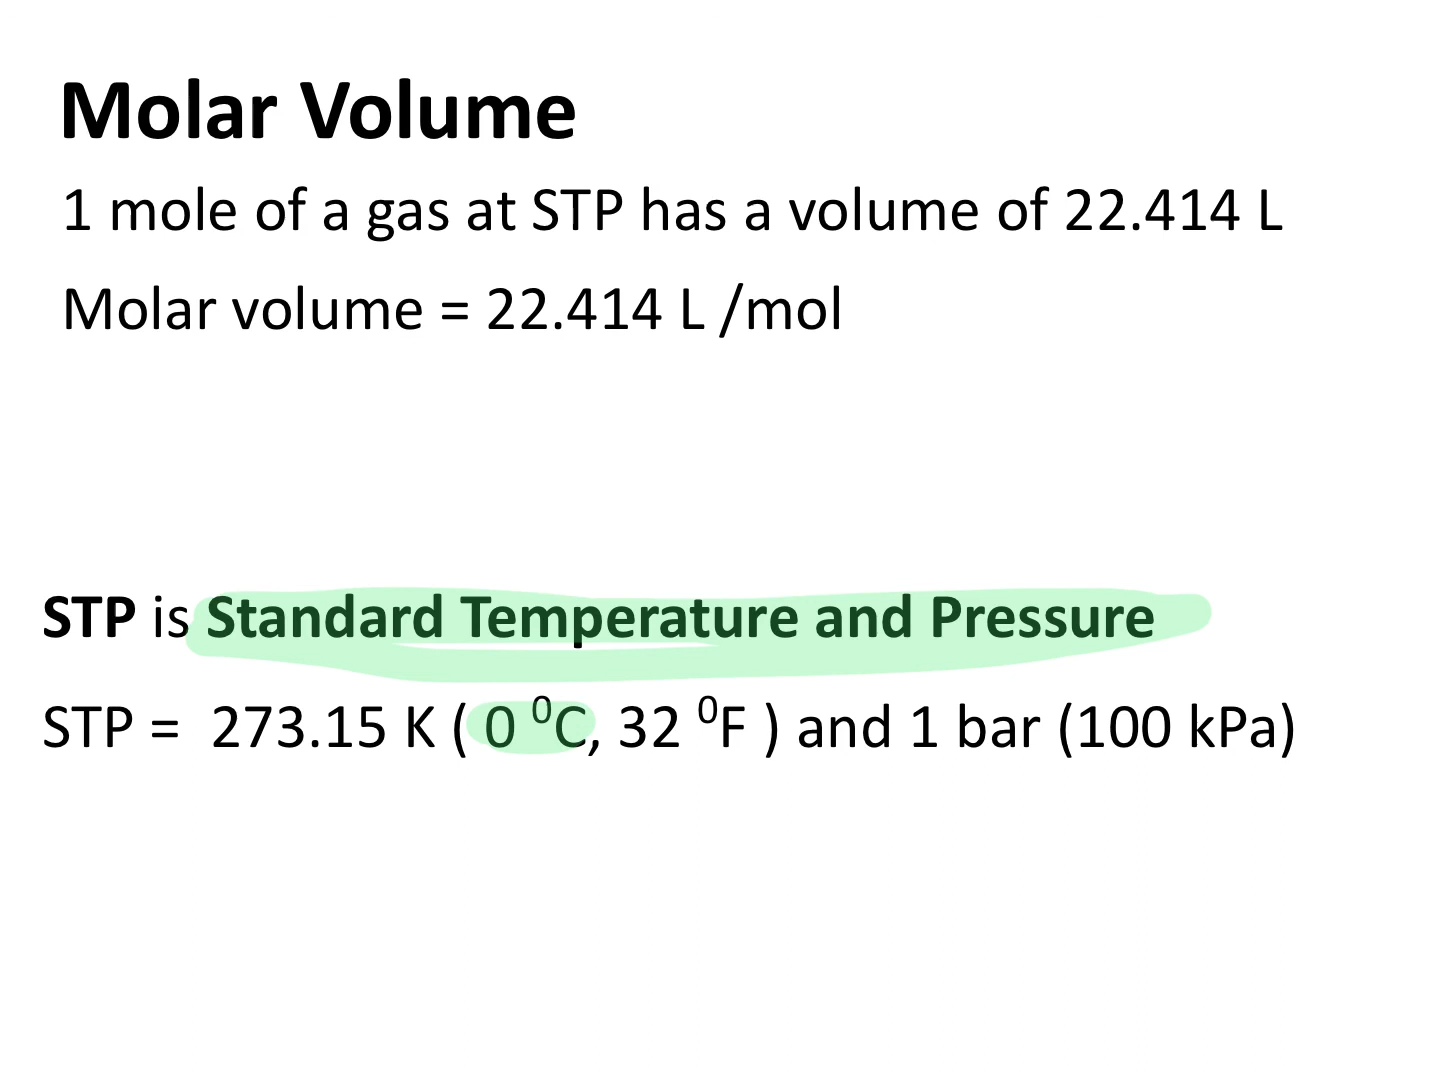 Molar Volume
1 mole of a gas at STP has a volume of 22.414 L
Molar volume = 22.414 L /mol
STP is Standard Temperature and Pressure
STP =  273.15 K ( 0 ⁰C, 32 ⁰F ) and 1 bar (100 kPa)